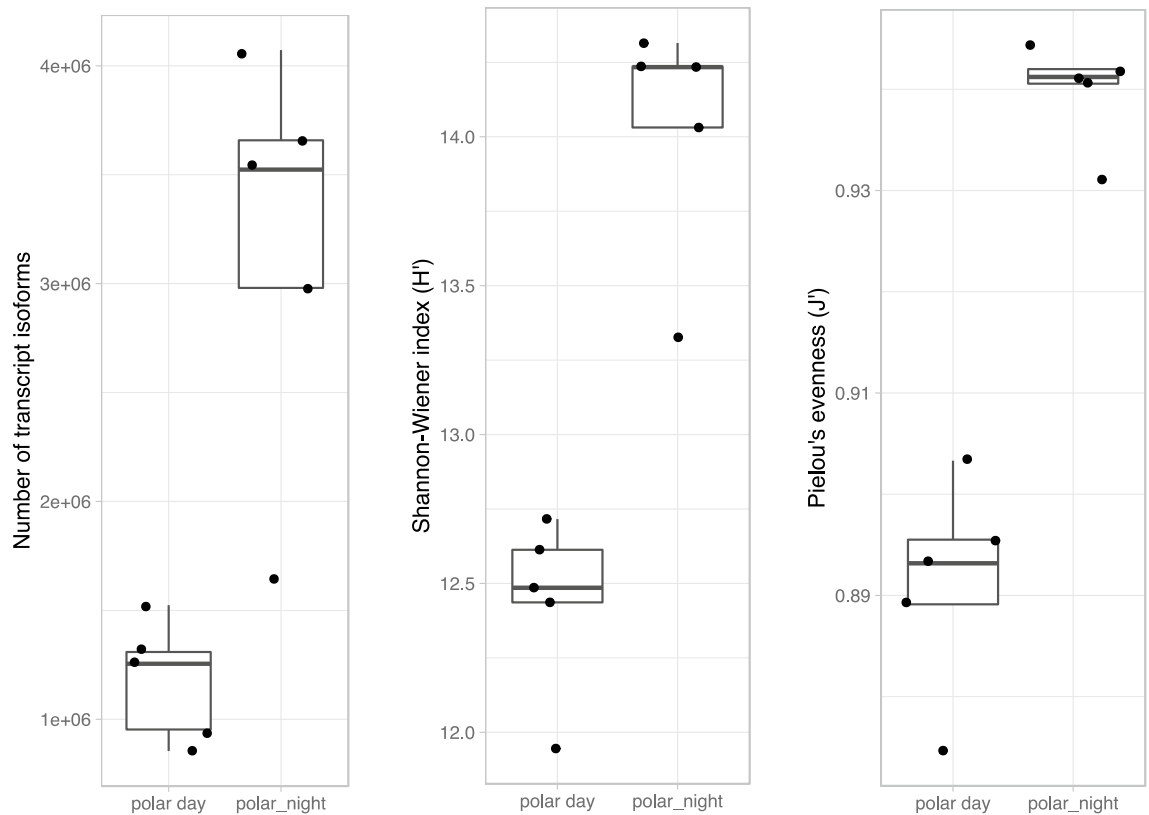 Number of transcript isoforms
4e+06
3e+06
2e+06
1e+06
polar day
polar_night
Shannon-Wiener index (H')
14.0
13.5
13.0
12.5
12.0
polar day
polar_night
Pielou's evenness (J')
0.93
0.91
0.89
polar day
polar_night